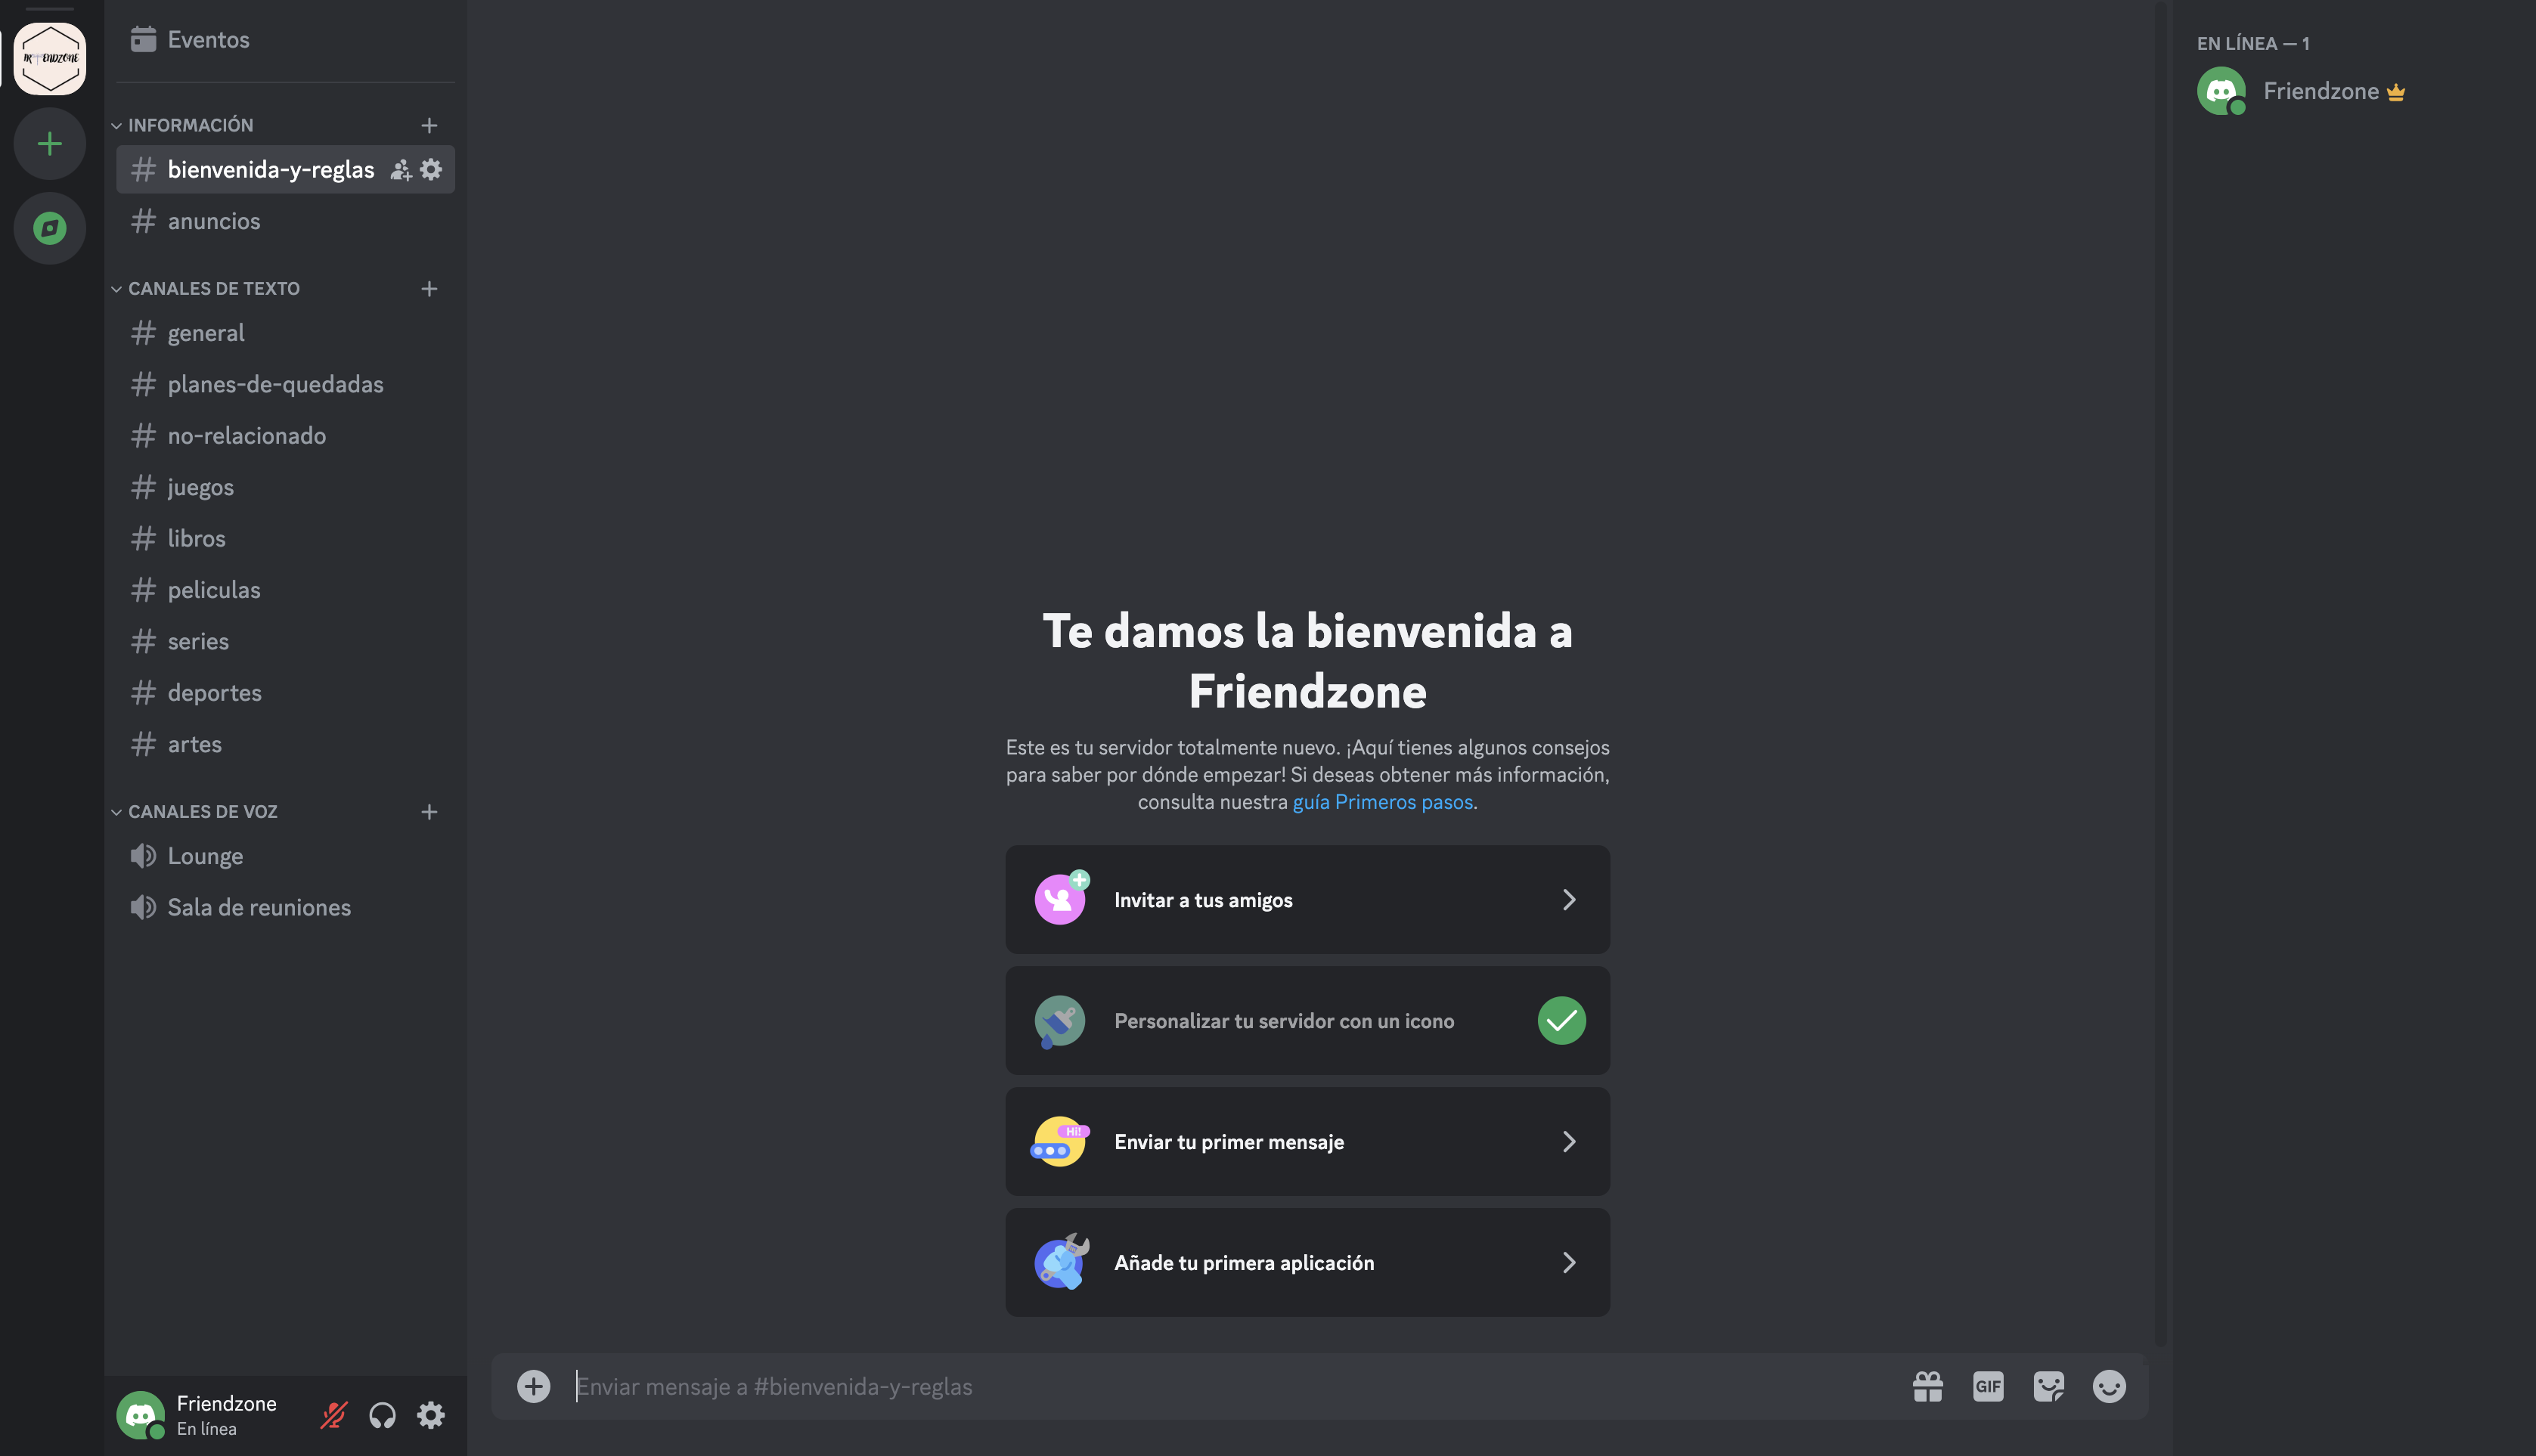 Eventos
INFORMACIÓN
bienvenida-y-reglas
anuncios
CANALES DE TEXTO
general
planes-de-quedadas
no-relacionado
juegos
libros
peliculas
series
deportes
artes
CANALES DE VOZ
Lounge
Sala de reuniones
Friendzone
En línea
Te damos la bienvenida a
Friendzone
Este es tu servidor totalmente nuevo. ¡Aquí tienes algunos consejos
para saber por dónde empezar! Si deseas obtener más información,
consulta nuestra guía Primeros pasos.
Invitar a tus amigos
Personalizar tu servidor con un icono
Hi!
Enviar tu primer mensaje
Añade tu primera aplicación
Enviar mensaje a #bienvenida-y-reglas
GIF
EN LÍNEA — 1
Friendzone